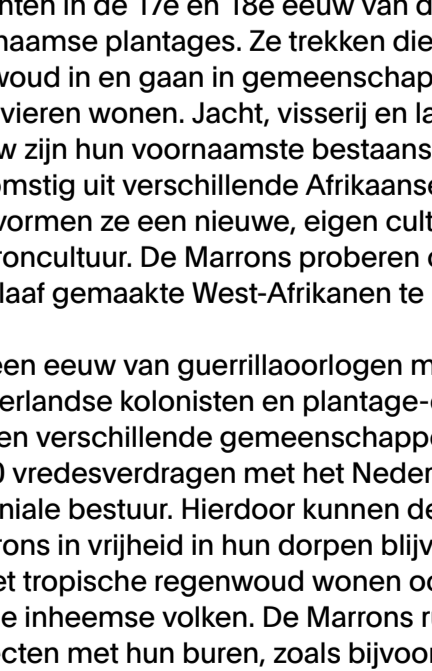 nten in de 17e en 18e eeuw van d
naamse plantages. Ze trekken die
woud in en gaan in gemeenschap
vieren wonen. Jacht, visserij en la
w zijn hun voornaamste bestaans
omstig uit verschillende Afrikaanse
vormen ze een nieuwe, eigen cult
roncultuur. De Marrons proberen o
laaf gemaakte West-Afrikanen te
een eeuw van guerrillaoorlogen m
erlandse kolonisten en plantage-e
en verschillende gemeenschappe
0 vredesverdragen met het Neder
niale bestuur. Hierdoor kunnen de
rons in vrijheid in hun dorpen blijv
et tropische regenwoud wonen oo
e inheemse volken. De Marrons ru
ecten met hun buren, zoals bijvoor